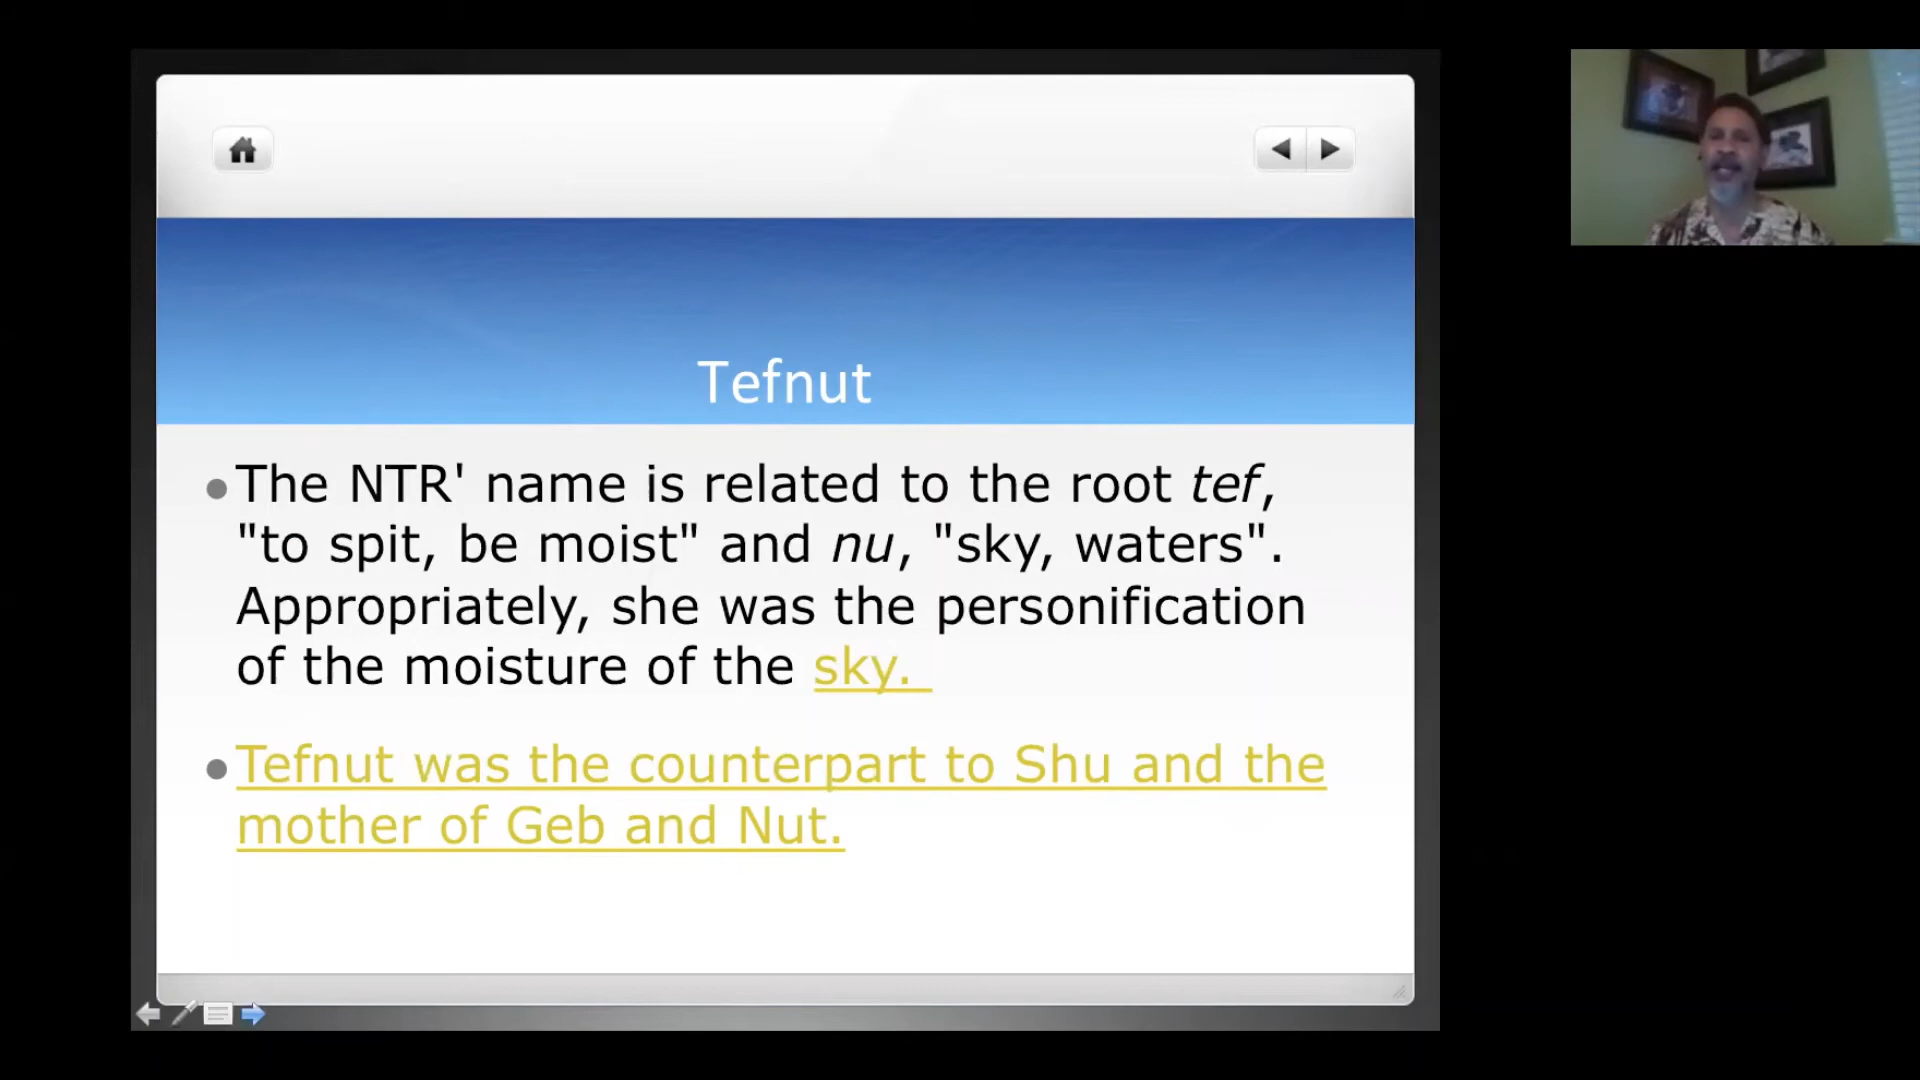 Tefnut
The NTR' name is related to the root tef,
"to spit, be moist" and nu, "sky, waters".
Appropriately, she was the personification
of the moisture of the sky.
Tefnut was the counterpart to Shu and the
mother of Geb and Nut.